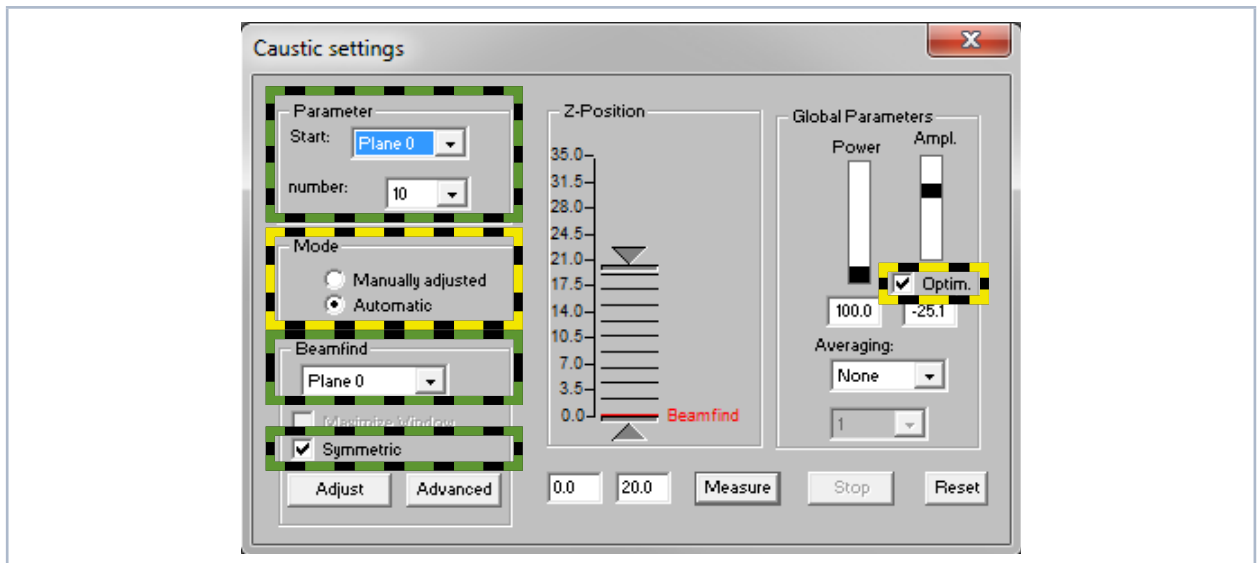 Caustic settings
X
Parameter
Start: Plane 0
number: 10
Mode
Manually adjusted
Automatic
Beamfind
Plane 0
Maximize Window
Symmetric
Adjust Advanced
Z-Position
35.0
31.5
28.0
24.5
21.0
17.5
14.0
10.5
7.0
3.5
0.0 Beamfind
0.0 20.0 Measure Stop Reset
Global Parameters
Power Ampl.
Optim.
100.0 -25.1
Averaging:
None
1